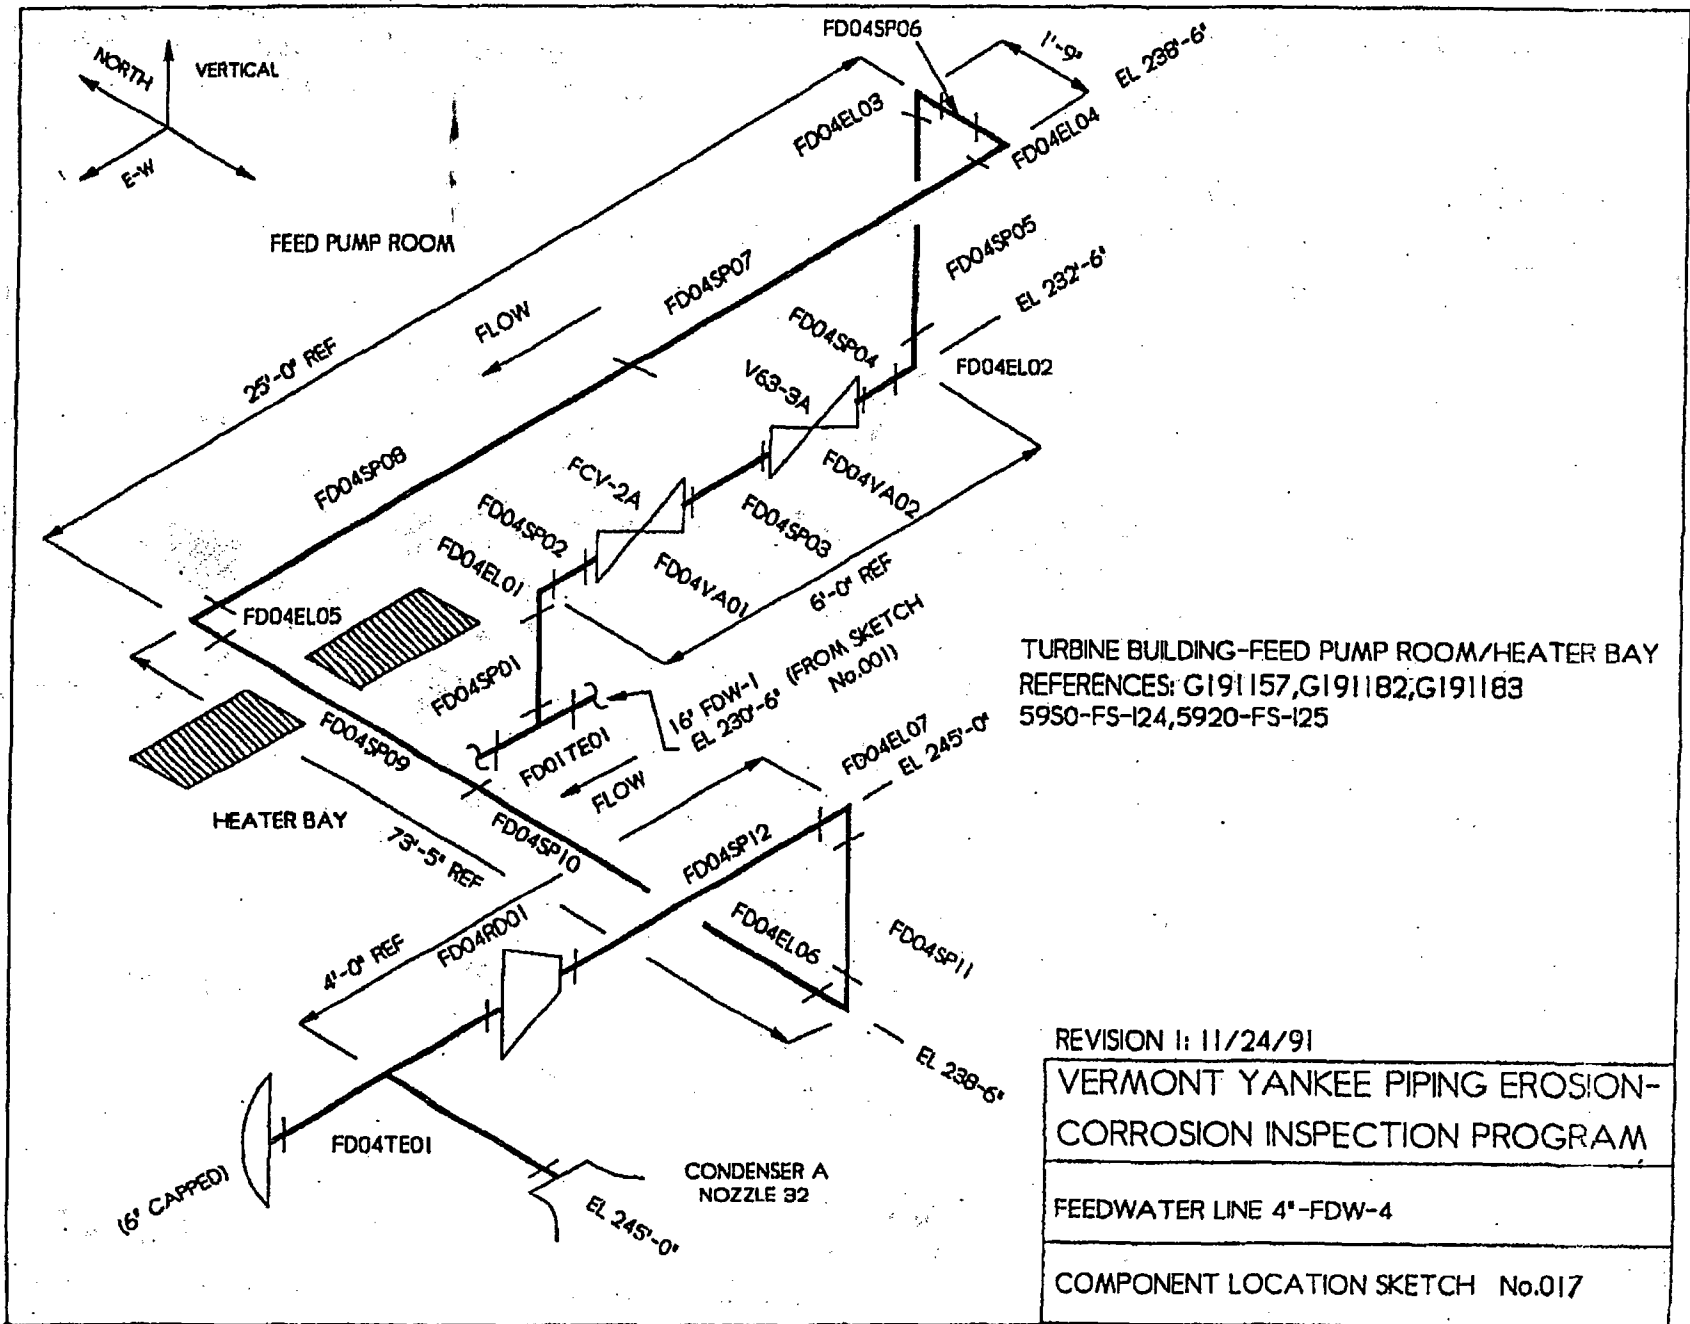 FD04SP06
1'-9"
EL 238'-6"
NORTH
VERTICAL
E-W
FD04EL03
FD04EL04
FEED PUMP ROOM
FD04SP07
FD04SP05
FLOW
EL 232'-6"
25'-0" REF
FD04SP04
FD04EL02
V63-3A
FD04SP08
FCV-2A
FD04VA02
FD04SP02
FD04SP03
FD04EL01
FD04VA01
6'-0" REF
FD04EL05
16" FDW-1 (FROM SKETCH
EL 230'-6" No.001)
TURBINE BUILDING-FEED PUMP ROOM/HEATER BAY
REFERENCES: G191157,G191182,G191183
59S0-FS-124,5920-FS-125
FD04SP01
FD04SP09
FD01TE01
FLOW
FD04EL07
EL 245'-0"
HEATER BAY
FD04SP10
73'-5" REF
FD04SP12
FD04RD01
4'-0" REF
FD04EL06
FD04SP11
EL 238-6"
FD04TE01
(6" CAPPED)
CONDENSER A
NOZZLE 32
EL 245'-0"
REVISION 1: 11/24/91
VERMONT YANKEE PIPING EROSION-
CORROSION INSPECTION PROGRAM
FEEDWATER LINE 4"-FDW-4
COMPONENT LOCATION SKETCH No.017